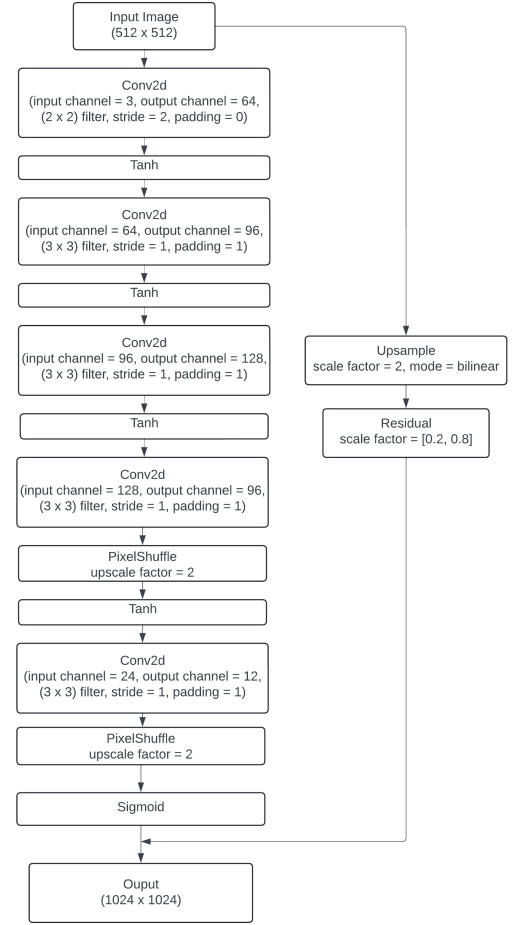 Input Image
(512 x 512)
Conv2d
(input channel = 3, output channel = 64,
(2 x 2) filter, stride = 2, padding = 0)
Tanh
Conv2d
(input channel = 64, output channel = 96,
(3 x 3) filter, stride = 1, padding = 1)
Tanh
Conv2d
(input channel = 96, output channel = 128,
(3 x 3) filter, stride = 1, padding = 1)
Tanh
Conv2d
(input channel = 128, output channel = 96,
(3 x 3) filter, stride = 1, padding = 1)
PixelShuffle
upscale factor = 2
Tanh
Conv2d
(input channel = 24, output channel = 12,
(3 x 3) filter, stride = 1, padding = 1)
PixelShuffle
upscale factor = 2
Sigmoid
Upsample
scale factor = 2, mode = bilinear
Residual
scale factor = [0.2, 0.8]
Ouput
(1024 x 1024)